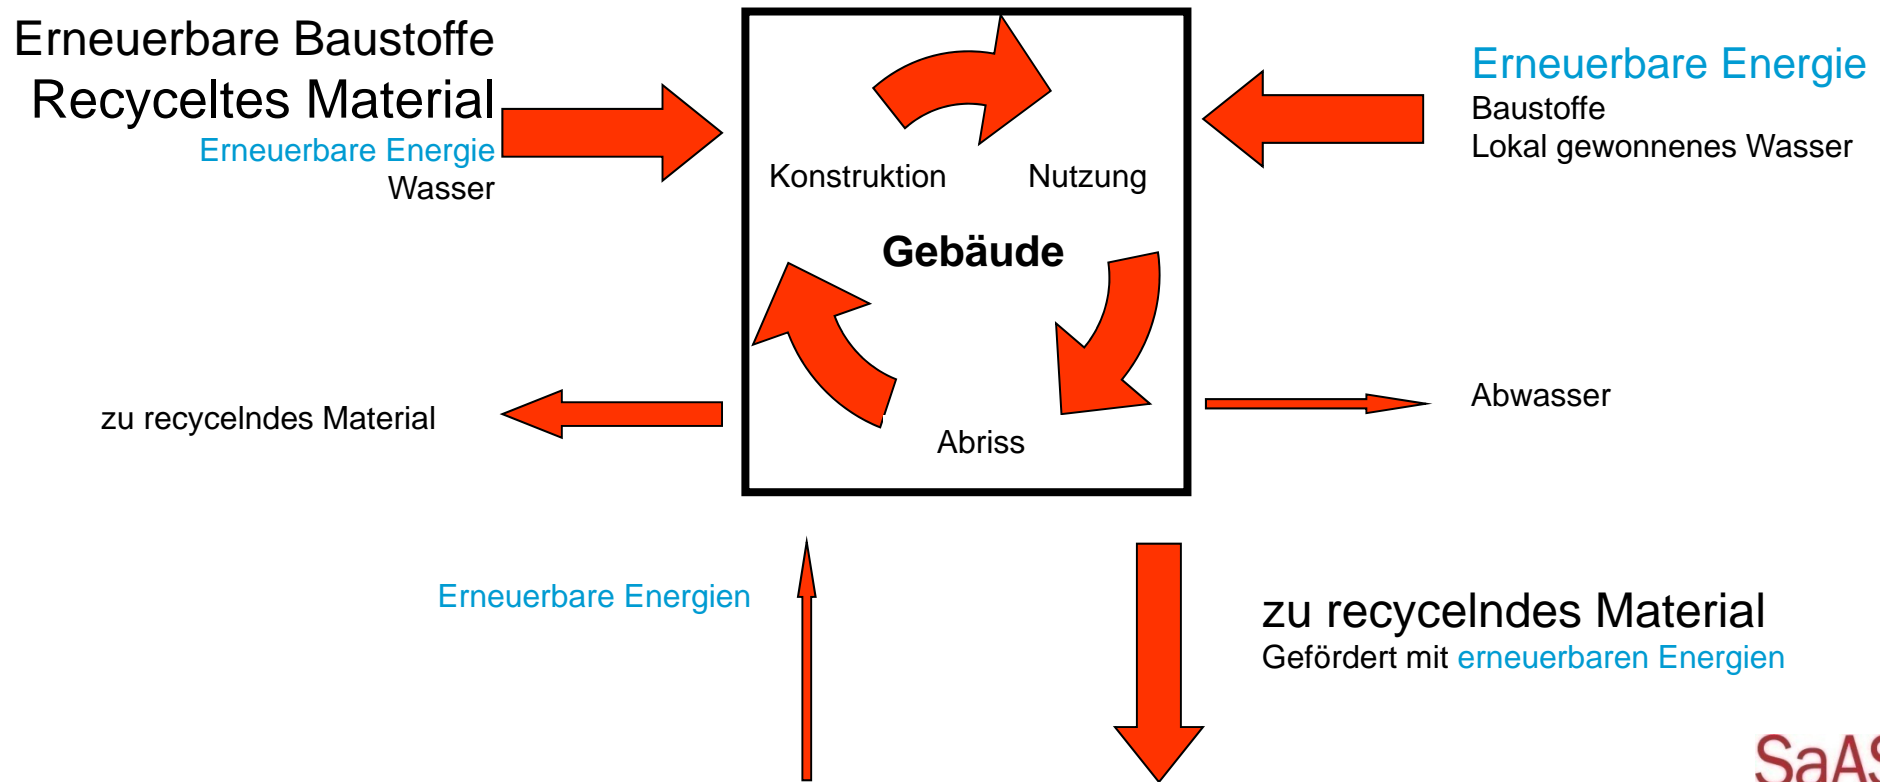 Erneuerbare Baustoffe
Recyceltes Material
Erneuerbare Energie
Wasser
Erneuerbare Energie
Baustoffe
Lokal gewonnenes Wasser
Konstruktion
Nutzung
Gebäude
zu recycelndes Material
Abwasser
Abriss
Erneuerbare Energien
zu recycelndes Material
Gefördert mit erneuerbaren Energien
SaAS